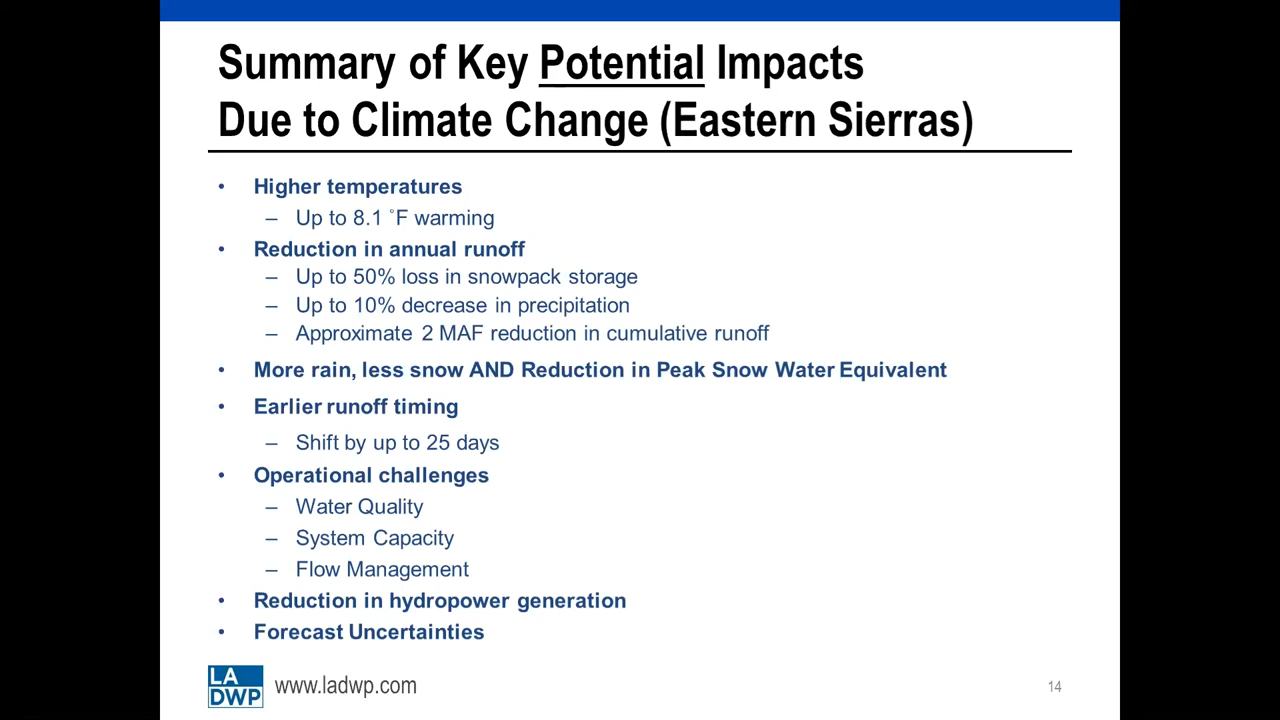 Summary of Key Potential Impacts
Due to Climate Change (Eastern Sierras)
• Higher temperatures
– Up to 8.1 ˚F warming
• Reduction in annual runoff
– Up to 50% loss in snowpack storage
– Up to 10% decrease in precipitation
– Approximate 2 MAF reduction in cumulative runoff
• More rain, less snow AND Reduction in Peak Snow Water Equivalent
• Earlier runoff timing
– Shift by up to 25 days
• Operational challenges
– Water Quality
– System Capacity
– Flow Management
• Reduction in hydropower generation
• Forecast Uncertainties
LA
DWP
www.ladwp.com
14